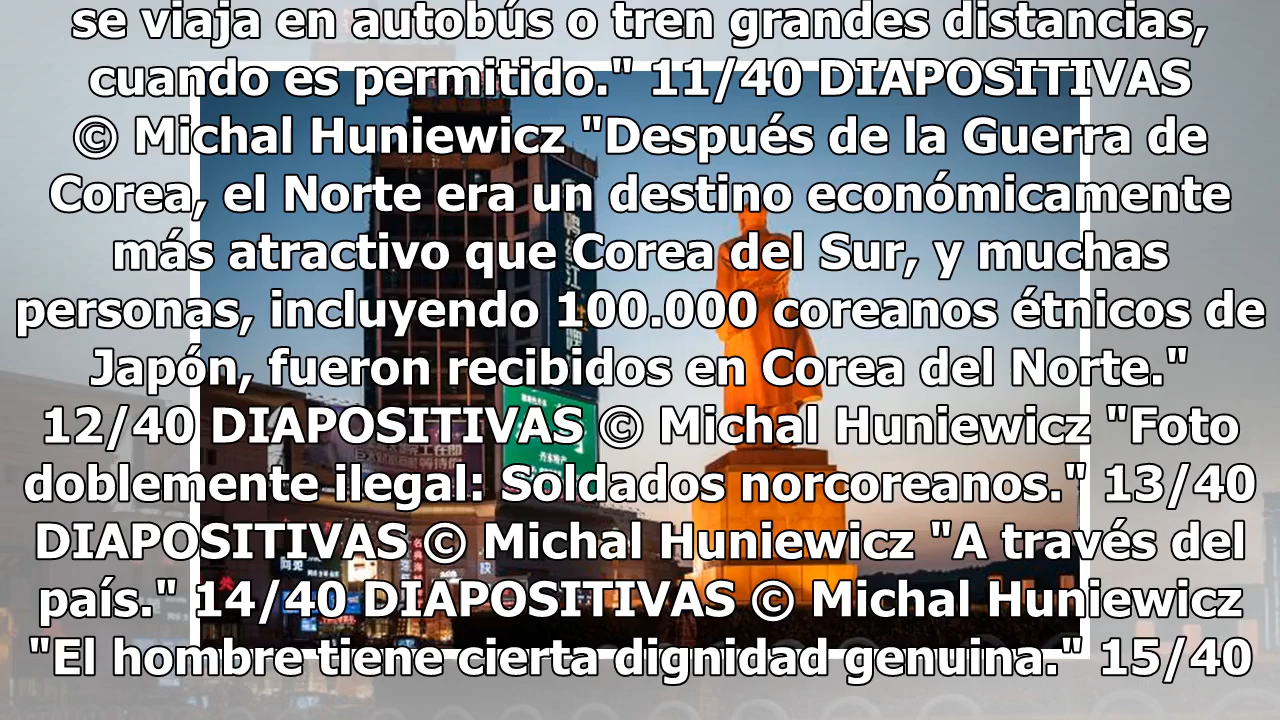 se viaja en autobús o tren grandes distancias,
cuando es permitido." 11/40 DIAPOSITIVAS
© Michal Huniewicz "Después de la Guerra de
Corea, el Norte era un destino económicamente
más atractivo que Corea del Sur, y muchas
personas, incluyendo 100.000 coreanos étnicos de
Japón, fueron recibidos en Corea del Norte."
12/40 DIAPOSITIVAS © Michal Huniewicz "Foto
doblemente ilegal: Soldados norcoreanos." 13/40
DIAPOSITIVAS © Michal Huniewicz "A través del
país." 14/40 DIAPOSITIVAS © Michal Huniewicz
"El hombre tiene cierta dignidad genuina." 15/40